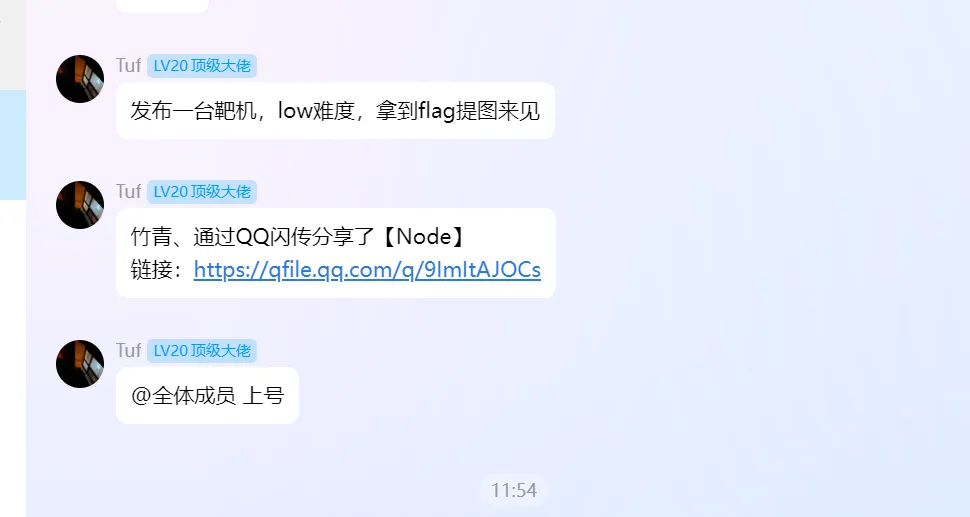 Tuf LV20 顶级大佬
发布一台靶机，low难度，拿到flag提图来见
Tuf LV20 顶级大佬
竹青、通过QQ闪传分享了【Node】
链接：https://qfile.qq.com/q/9ImItAJOCs
Tuf LV20 顶级大佬
@全体成员 上号
11:54